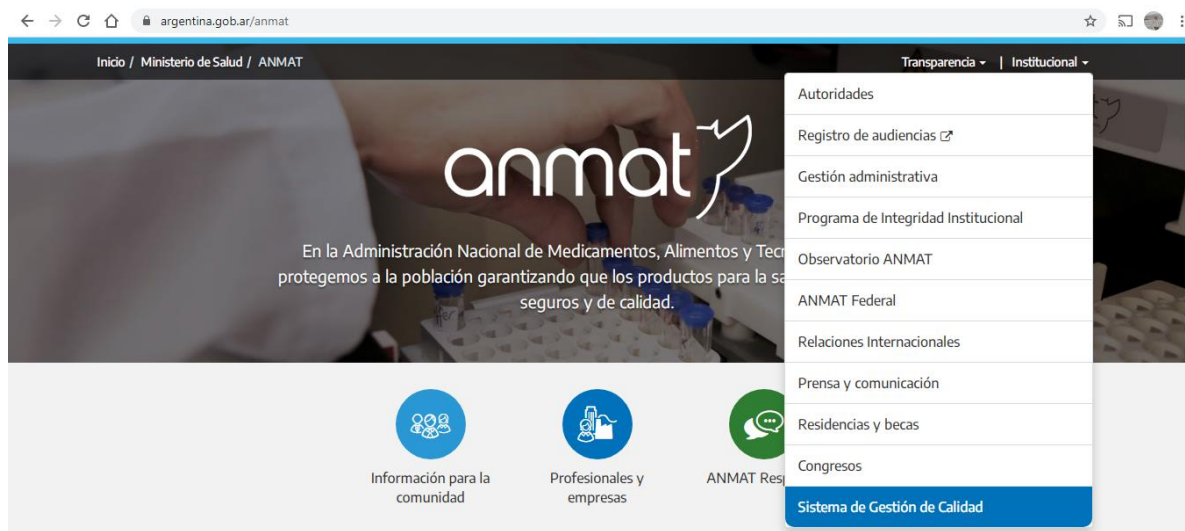 argentina.gob.ar/anmat
Inicio / Ministerio de Salud / ANMAT
Transparencia | Institucional
Autoridades
Registro de audiencias
Gestión administrativa
Programa de Integridad Institucional
Observatorio ANMAT
ANMAT Federal
Relaciones Internacionales
Prensa y comunicación
Residencias y becas
Congresos
Sistema de Gestión de Calidad
anmat
En la Administración Nacional de Medicamentos, Alimentos y Tecn
protegemos a la población garantizando que los productos para la sa
seguros y de calidad.
Información para la
comunidad
Profesionales y
empresas
ANMAT Resp